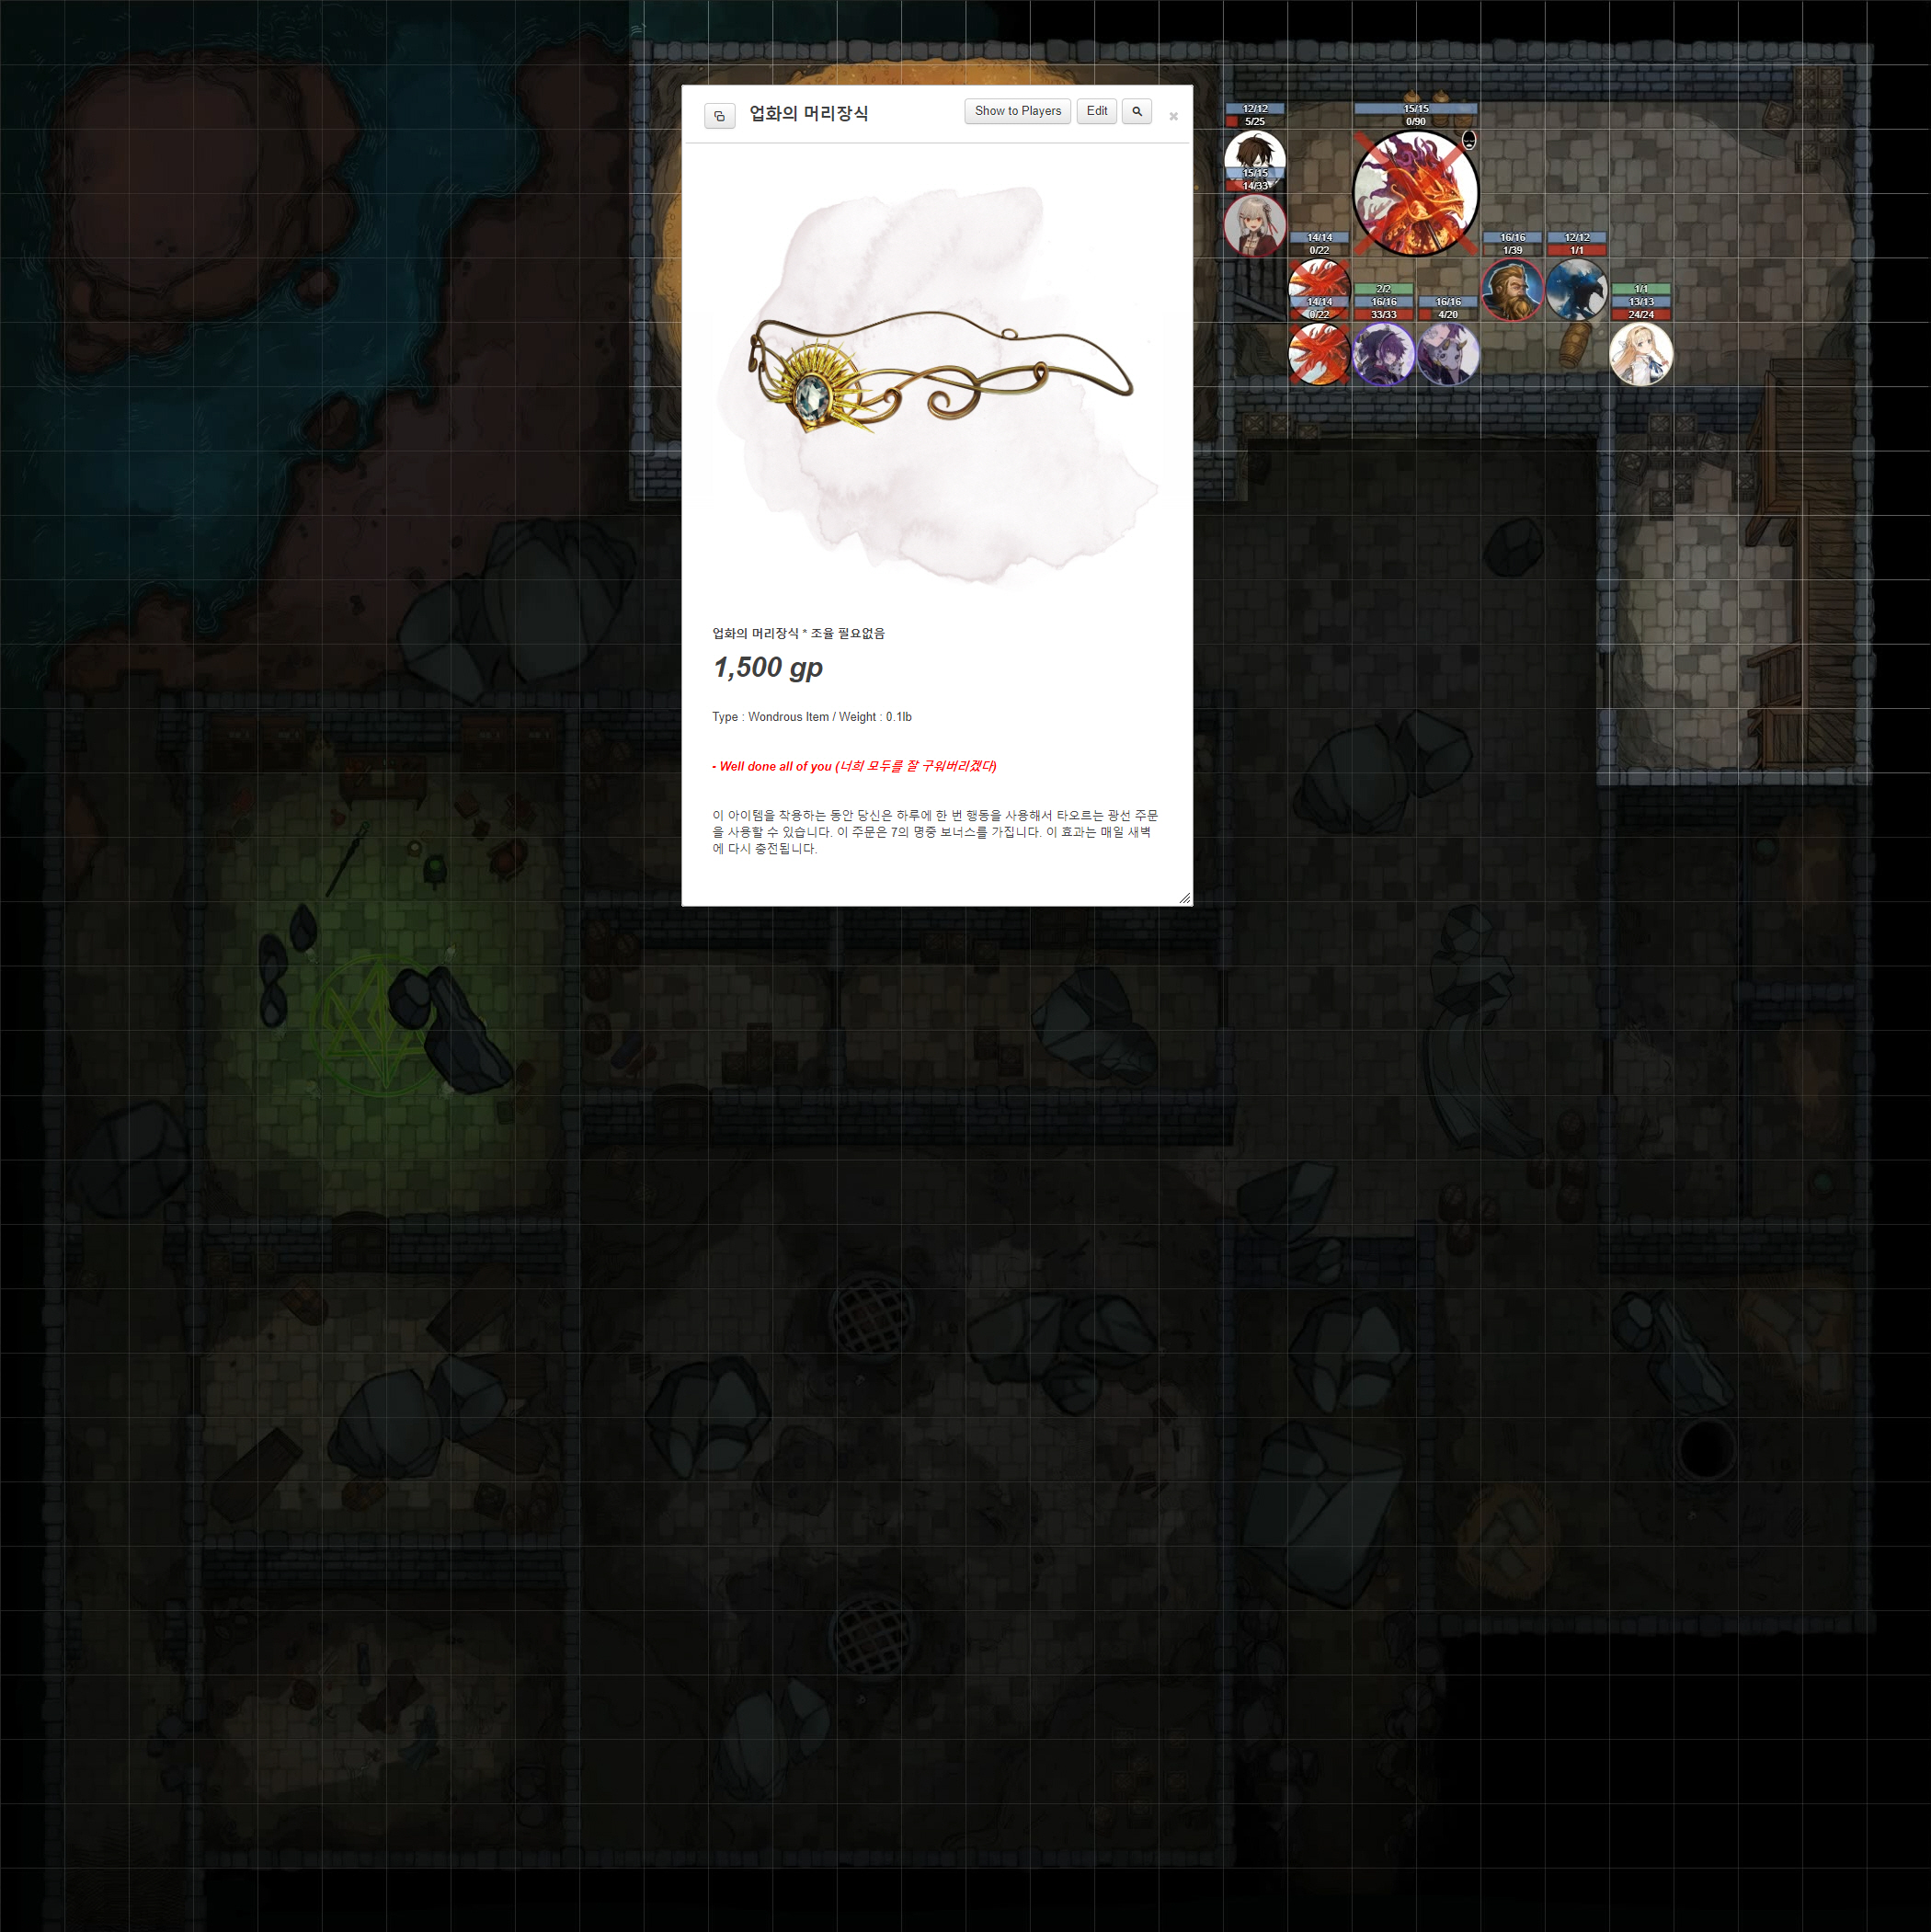 업화의 머리장식
Show to Players
Edit
업화의 머리장식 * 조율 필요없음
1,500 gp
Type : Wondrous Item / Weight : 0.1lb
- Well done all of you (너희 모두를 잘 구워버리겠다)
이 아이템을 착용하는 동안 당신은 하루에 한 번 행동을 사용해서 타오르는 광선 주문
을 사용할 수 있습니다. 이 주문은 7의 명중 보너스를 가집니다. 이 효과는 매일 새벽
에 다시 충전됩니다.
12/12
5/25
15/15
0/90
15/15
14/33
14/14
0/22
16/16
1/39
12/12
1/1
14/14
0/22
2/2
16/16
33/33
16/16
4/20
1/1
13/13
24/24